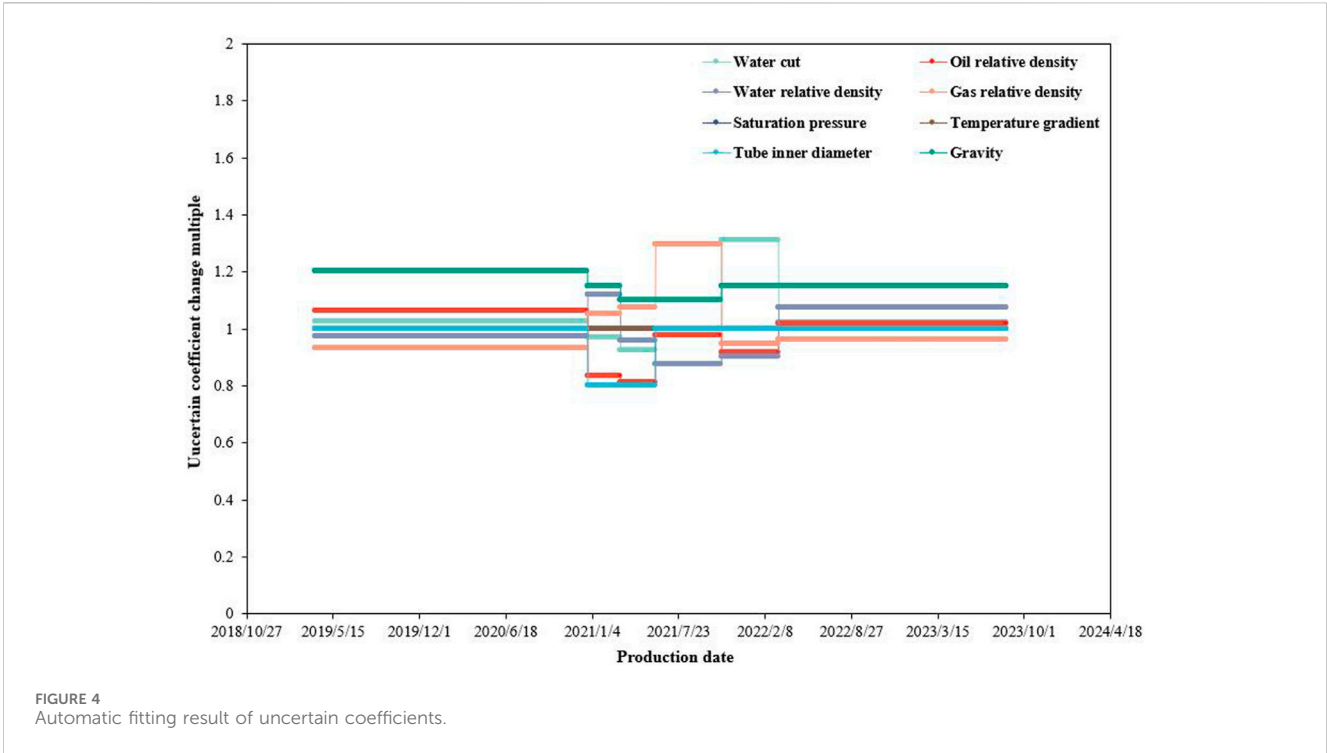 2
1.8
1.6
1.4
1.2
1
0.8
0.6
0.4
0.2
0
Uncertain coefficient change multiple
Water cut
Oil relative density
Water relative density
Gas relative density
Saturation pressure
Temperature gradient
Tube inner diameter
Gravity
2018/10/27 2019/5/15 2019/12/1 2020/6/18 2021/1/4 2021/7/23 2022/2/8 2022/8/27 2023/3/15 2023/10/1 2024/4/18
Production date
FIGURE 4
Automatic fitting result of uncertain coefficients.